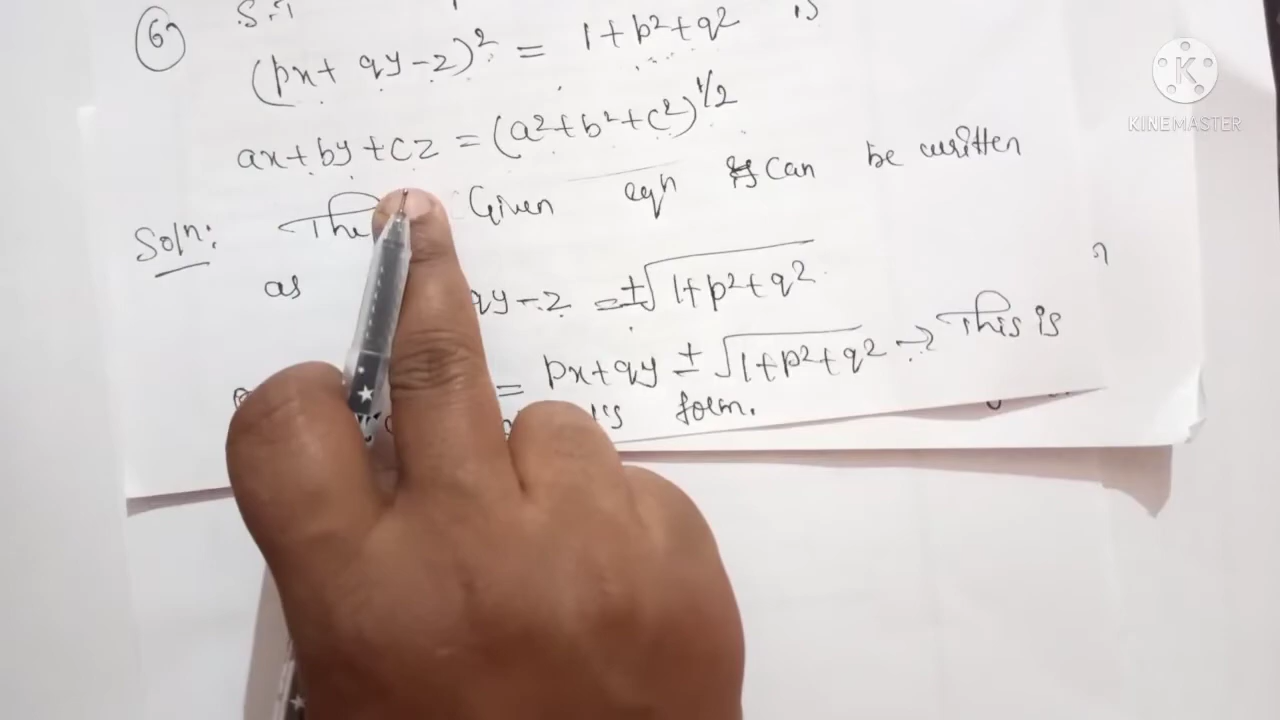 6) S.T
(px + qy - z)² = 1 + p² + q² is
ax + by + cz = (a² + b² + c²)^1/2
Soln: The Given eqn can be written
as qy - z = ±√1 + p² + q²
= px + qy ± √1 + p² + q² → This is
form.
KINEMASTER